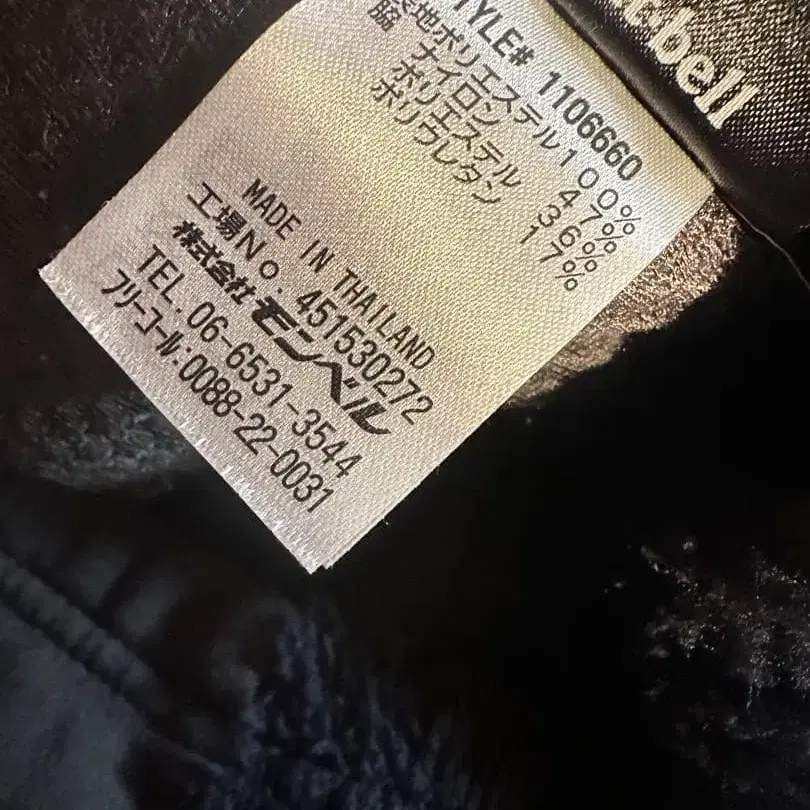 t.bell
STYLE# 1106660
表地ポリエステル100%
脇 ナイロン 47%
ポリエステル 36%
ポリウレタン 17%
MADE IN THAILAND
工場No. 451530272
株式会社モンベル
TEL. 06-6531-3544
フリーコール:0088-22-0031